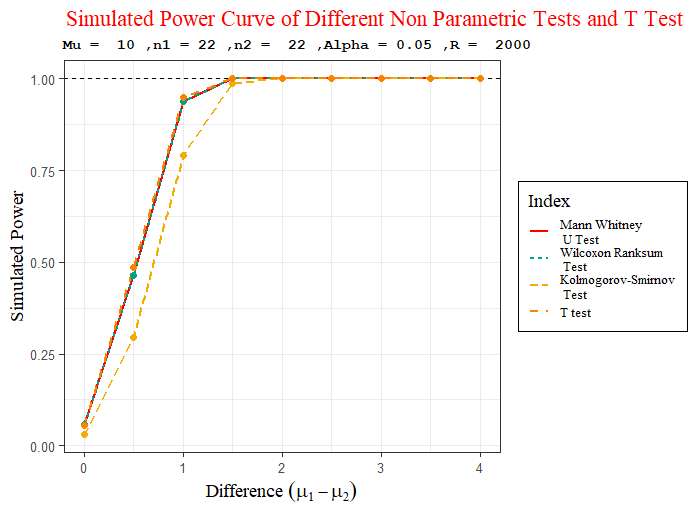 Simulated Power Curve of Different Non Parametric Tests and T Test
Mu = 10 ,n1 = 22 ,n2 = 22 ,Alpha = 0.05 ,R = 2000
1.00
0.75
0.50
0.25
0.00
Simulated Power
0 1 2 3 4
Difference (μ1 − μ2)
Index
Mann Whitney
U Test
Wilcoxon Ranksum
Test
Kolmogorov-Smirnov
Test
T test